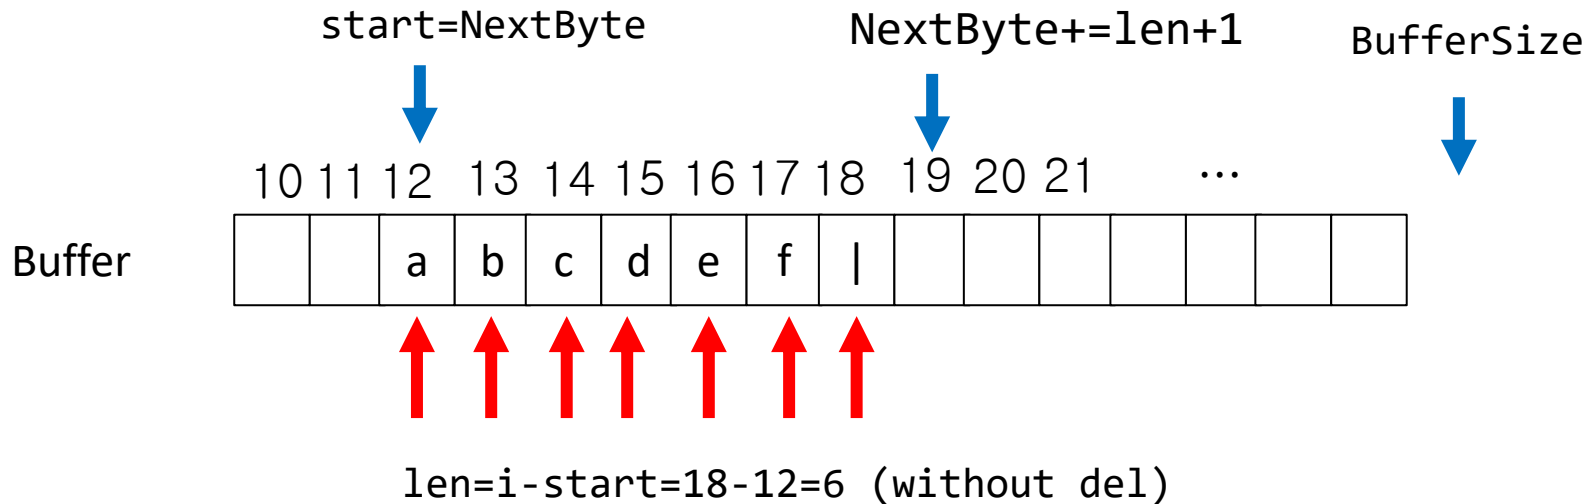 start=NextByte NextByte+=len+1 BufferSize
10 11 12 13 14 15 16 17 18 19 20 21 ...
Buffer a b c d e f |
len=i-start=18-12=6 (without del)